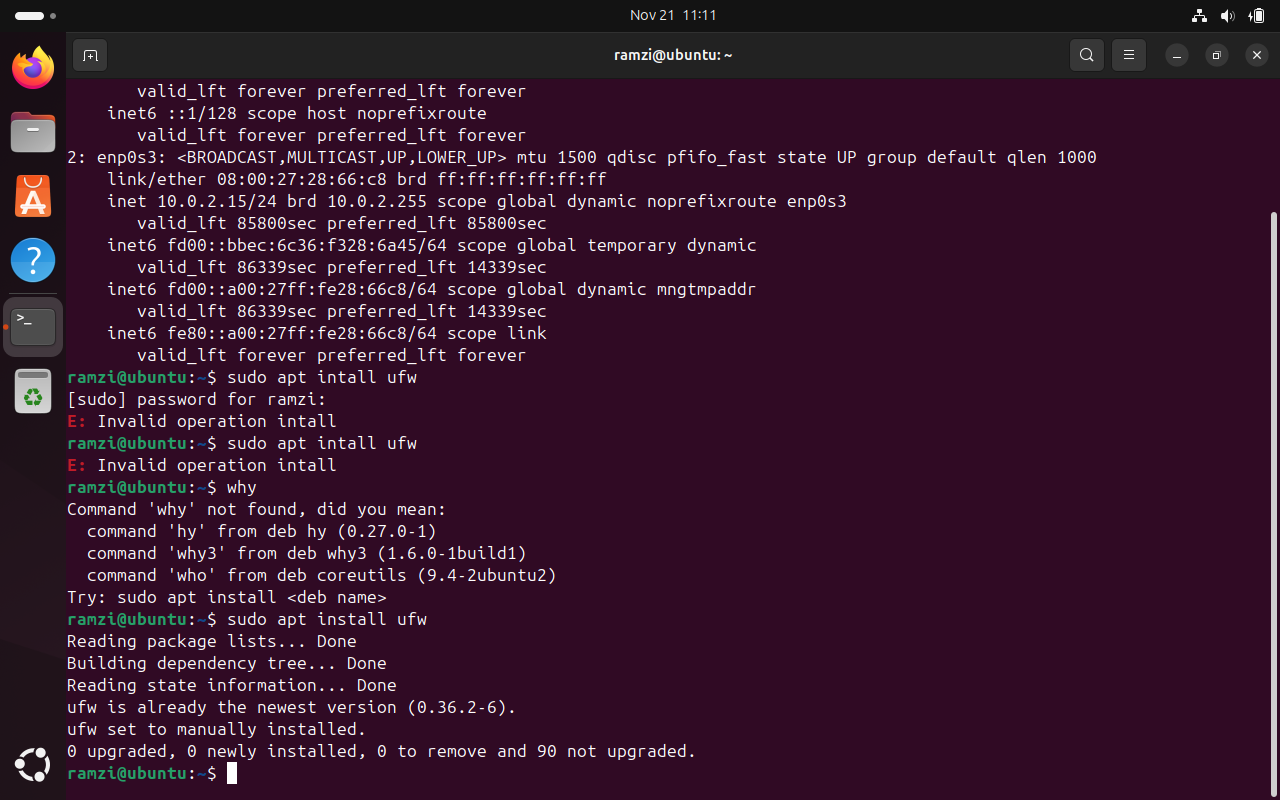 Nov 21 11:11
ramzi@ubuntu: ~
valid_lft forever preferred_lft forever
inet6 ::1/128 scope host noprefixroute
valid_lft forever preferred_lft forever
2: enp0s3: <BROADCAST,MULTICAST,UP,LOWER_UP> mtu 1500 qdisc pfifo_fast state UP group default qlen 1000
link/ether 08:00:27:28:66:c8 brd ff:ff:ff:ff:ff:ff
inet 10.0.2.15/24 brd 10.0.2.255 scope global dynamic noprefixroute enp0s3
valid_lft 85800sec preferred_lft 85800sec
inet6 fd00::bbec:6c36:f328:6a45/64 scope global temporary dynamic
valid_lft 86339sec preferred_lft 14339sec
inet6 fd00::a00:27ff:fe28:66c8/64 scope global dynamic mngtmpaddr
valid_lft 86339sec preferred_lft 14339sec
inet6 fe80::a00:27ff:fe28:66c8/64 scope link
valid_lft forever preferred_lft forever
ramzi@ubuntu:~$ sudo apt intall ufw
[sudo] password for ramzi:
E: Invalid operation intall
ramzi@ubuntu:~$ sudo apt intall ufw
E: Invalid operation intall
ramzi@ubuntu:~$ why
Command 'why' not found, did you mean:
command 'hy' from deb hy (0.27.0-1)
command 'why3' from deb why3 (1.6.0-1build1)
command 'who' from deb coreutils (9.4-2ubuntu2)
Try: sudo apt install <deb name>
ramzi@ubuntu:~$ sudo apt install ufw
Reading package lists... Done
Building dependency tree... Done
Reading state information... Done
ufw is already the newest version (0.36.2-6).
ufw set to manually installed.
0 upgraded, 0 newly installed, 0 to remove and 90 not upgraded.
ramzi@ubuntu:~$